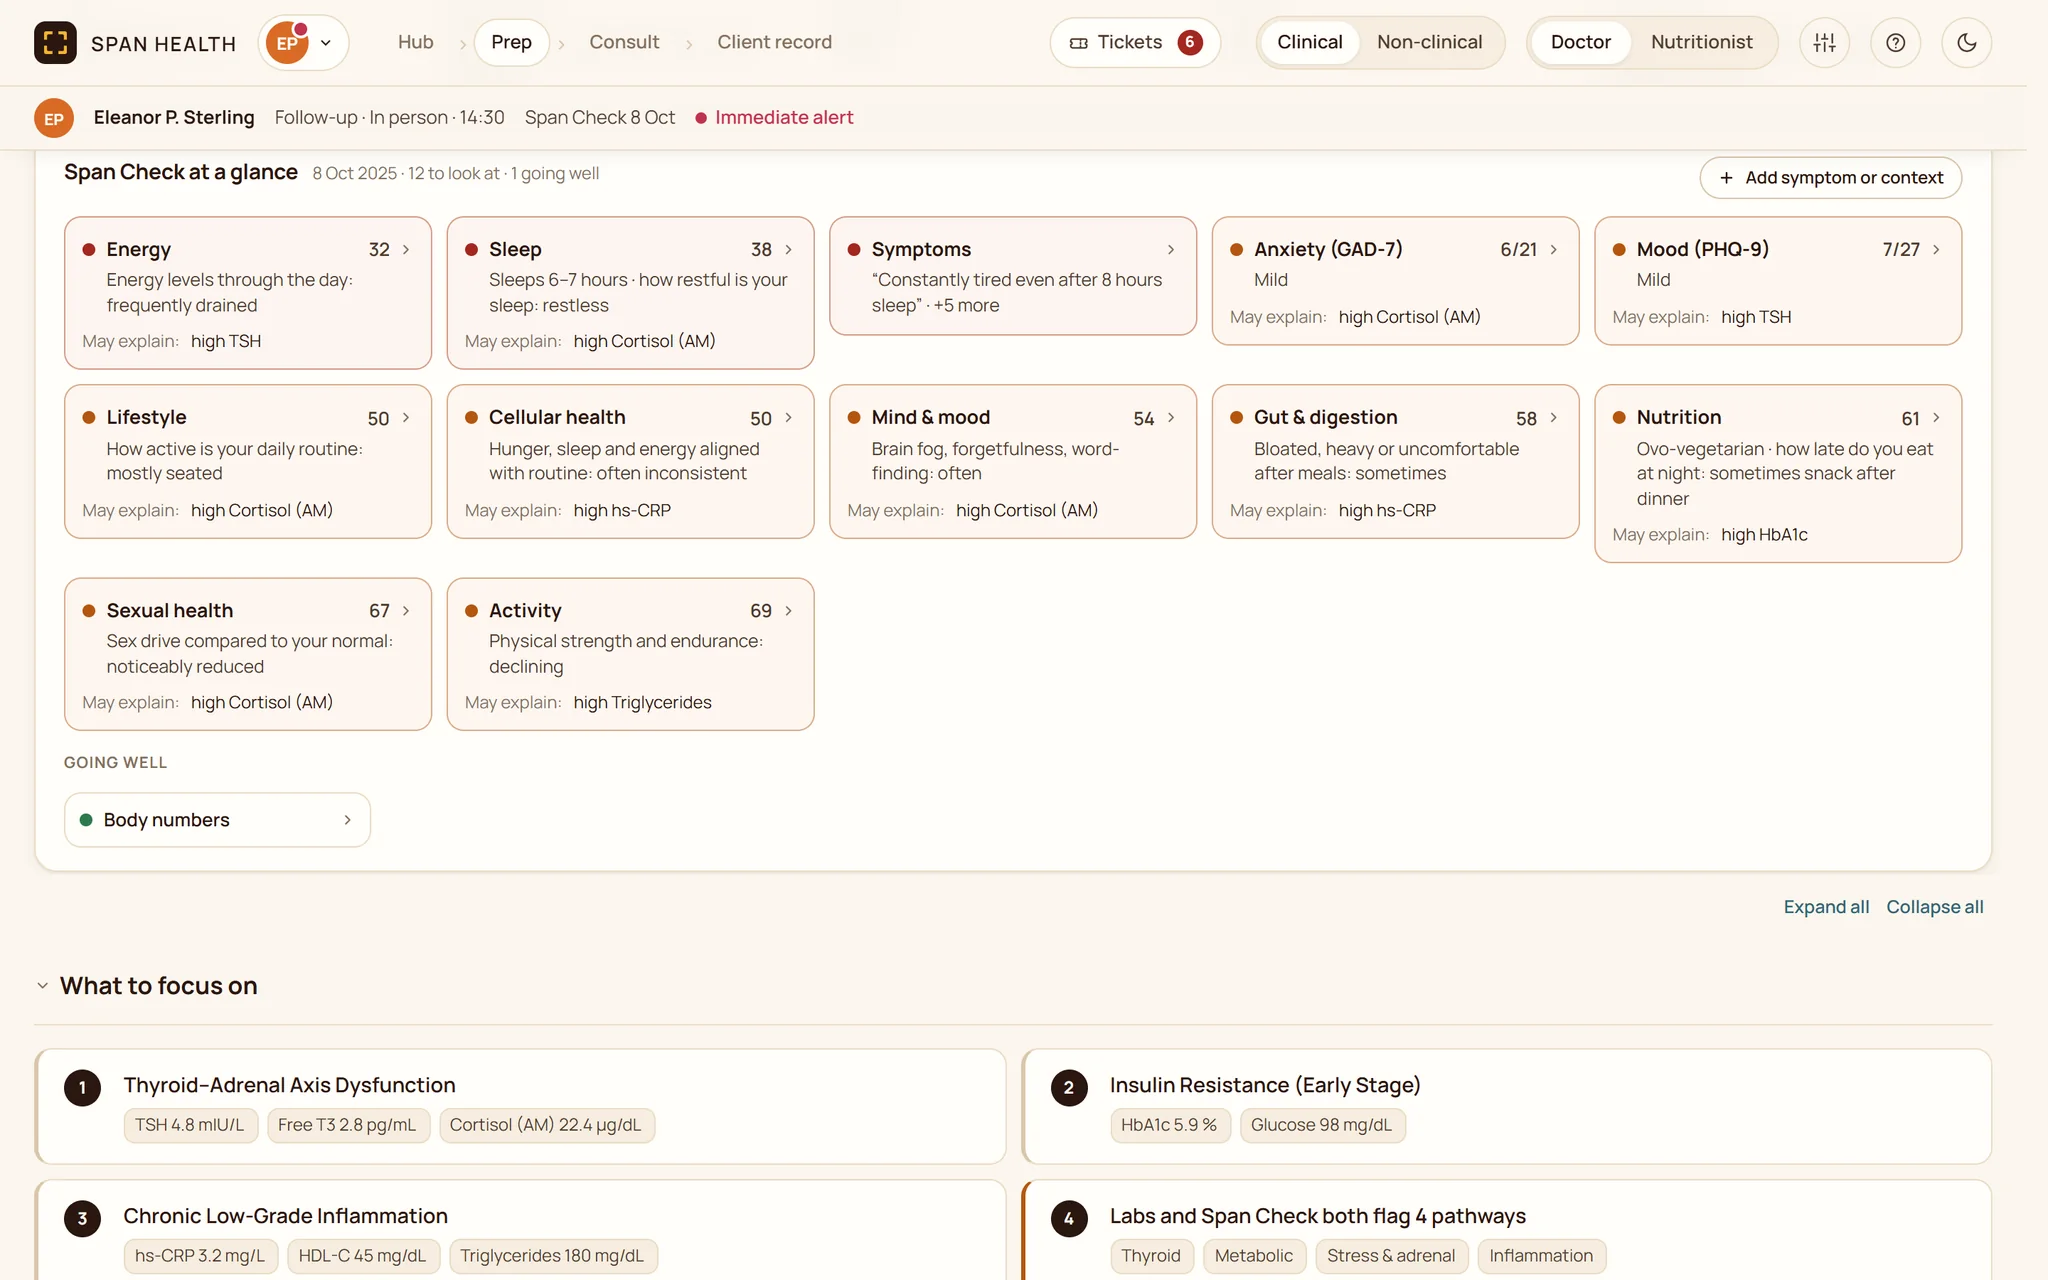 SPAN HEALTH
EP
Hub
Prep
Consult
Client record
Tickets 6
Clinical
Non-clinical
Doctor
Nutritionist
EP
Eleanor P. Sterling
Follow-up · In person · 14:30
Span Check 8 Oct
Immediate alert
Span Check at a glance
8 Oct 2025 · 12 to look at · 1 going well
+ Add symptom or context
Energy 32
Energy levels through the day:
frequently drained
May explain: high TSH
Sleep 38
Sleeps 6–7 hours · how restful is your
sleep: restless
May explain: high Cortisol (AM)
Symptoms
“Constantly tired even after 8 hours
sleep” · +5 more
Anxiety (GAD-7) 6/21
Mild
May explain: high Cortisol (AM)
Mood (PHQ-9) 7/27
Mild
May explain: high TSH
Lifestyle 50
How active is your daily routine:
mostly seated
May explain: high Cortisol (AM)
Cellular health 50
Hunger, sleep and energy aligned
with routine: often inconsistent
May explain: high hs-CRP
Mind & mood 54
Brain fog, forgetfulness, word-
finding: often
May explain: high Cortisol (AM)
Gut & digestion 58
Bloated, heavy or uncomfortable
after meals: sometimes
May explain: high hs-CRP
Nutrition 61
Ovo-vegetarian · how late do you eat
at night: sometimes snack after
dinner
May explain: high HbA1c
Sexual health 67
Sex drive compared to your normal:
noticeably reduced
May explain: high Cortisol (AM)
Activity 69
Physical strength and endurance:
declining
May explain: high Triglycerides
GOING WELL
Body numbers
Expand all
Collapse all
What to focus on
1
Thyroid–Adrenal Axis Dysfunction
TSH 4.8 mIU/L
Free T3 2.8 pg/mL
Cortisol (AM) 22.4 µg/dL
2
Insulin Resistance (Early Stage)
HbA1c 5.9 %
Glucose 98 mg/dL
3
Chronic Low-Grade Inflammation
hs-CRP 3.2 mg/L
HDL-C 45 mg/dL
Triglycerides 180 mg/dL
4
Labs and Span Check both flag 4 pathways
Thyroid
Metabolic
Stress & adrenal
Inflammation